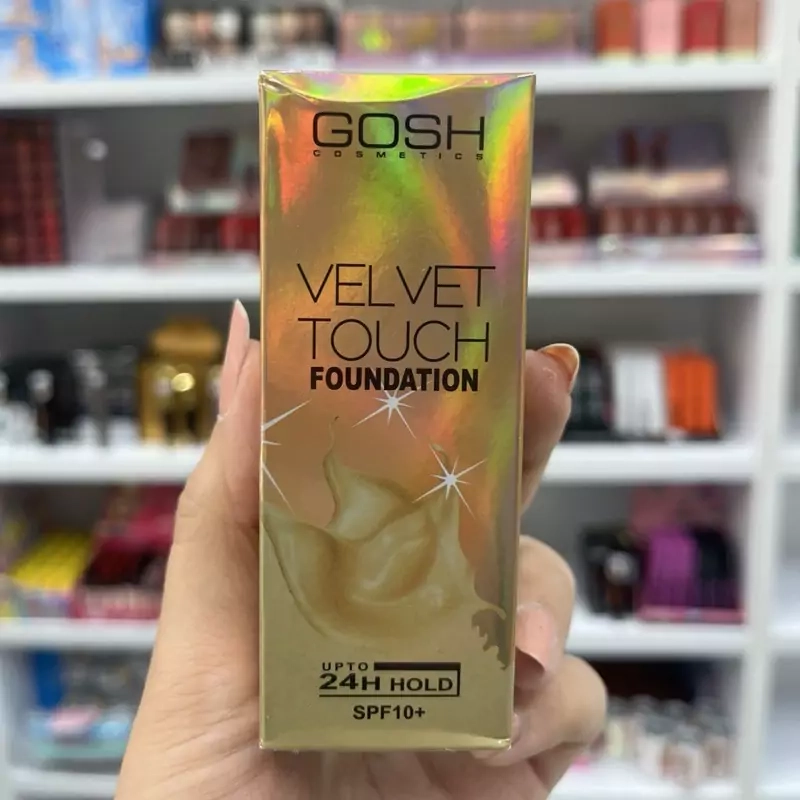 GOSH
COSMETICS
VELVET
TOUCH
FOUNDATION
UPTO
24H HOLD
SPF10+